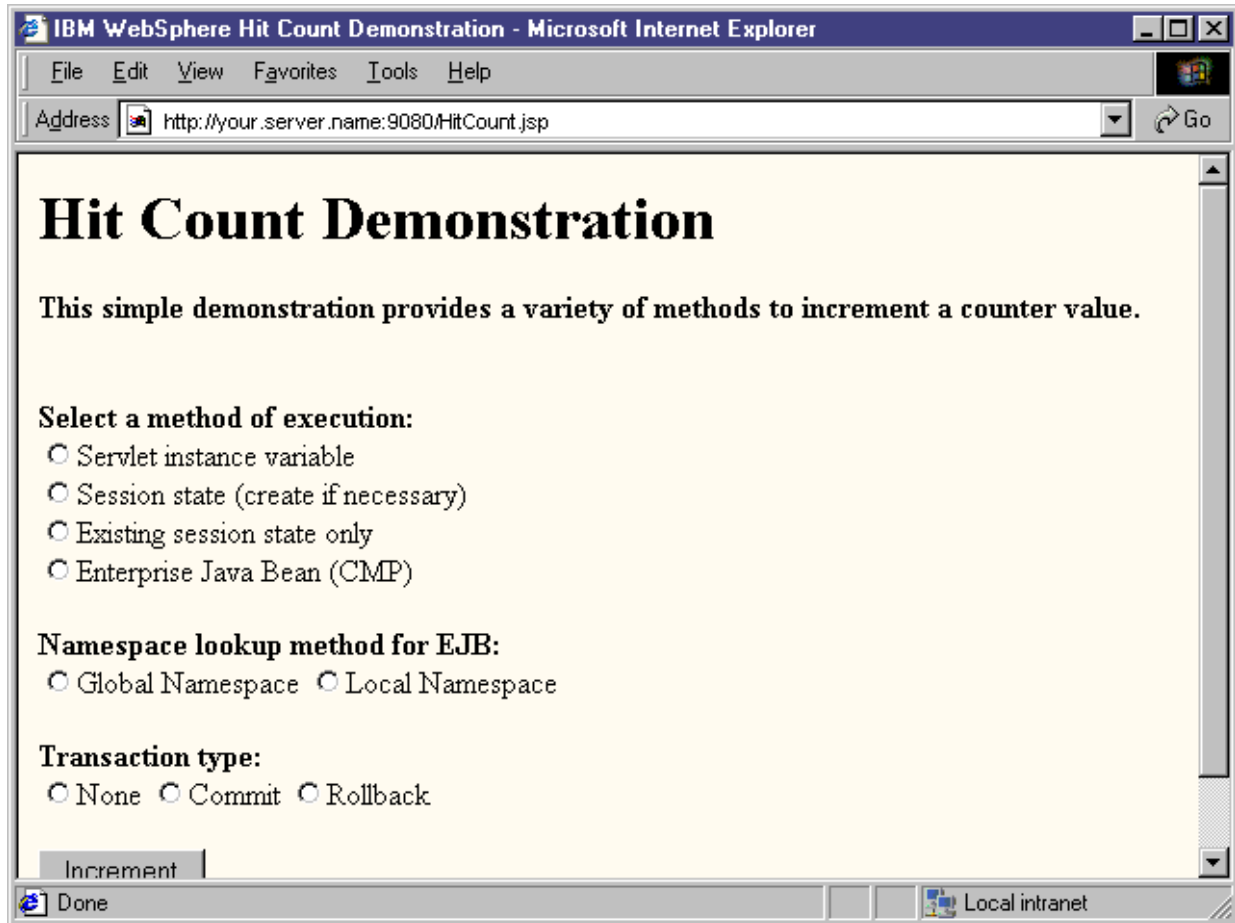 IBM WebSphere Hit Count Demonstration - Microsoft Internet Explorer
File Edit View Favorites Tools Help
Address http://your.server.name:9080/HitCount.jsp Go
Hit Count Demonstration
This simple demonstration provides a variety of methods to increment a counter value.
Select a method of execution:
Servlet instance variable
Session state (create if necessary)
Existing session state only
Enterprise Java Bean (CMP)
Namespace lookup method for EJB:
Global Namespace Local Namespace
Transaction type:
None Commit Rollback
Increment
Done Local intranet